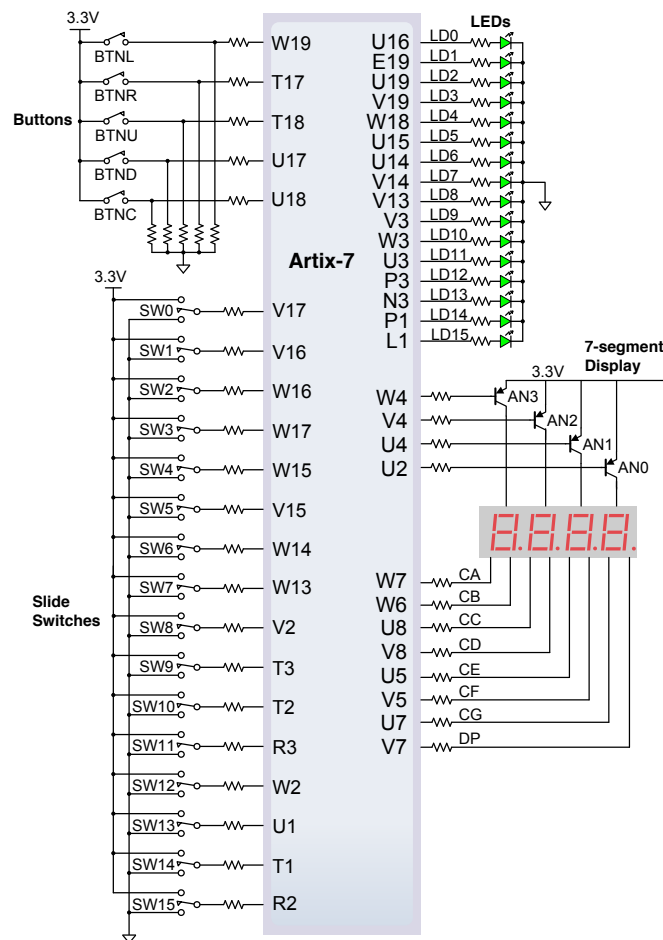 3.3V
BTNL
BTNR
BTNU
BTND
BTNC
Buttons
W19
T17
T18
U17
U18
Artix-7
3.3V
SW0
SW1
SW2
SW3
SW4
SW5
SW6
SW7
SW8
SW9
SW10
SW11
SW12
SW13
SW14
SW15
Slide
Switches
V17
V16
W16
W17
W15
V15
W14
W13
V2
T3
T2
R3
W2
U1
T1
R2
LEDs
U16 LD0
E19 LD1
U19 LD2
V19 LD3
W18 LD4
U15 LD5
U14 LD6
V14 LD7
V13 LD8
V3 LD9
W3 LD10
U3 LD11
P3 LD12
N3 LD13
P1 LD14
L1 LD15
7-segment
Display
3.3V
W4 AN3
V4 AN2
U4 AN1
U2 AN0
8.8.8.8.
W7 CA
W6 CB
U8 CC
V8 CD
U5 CE
V5 CF
U7 CG
V7 DP